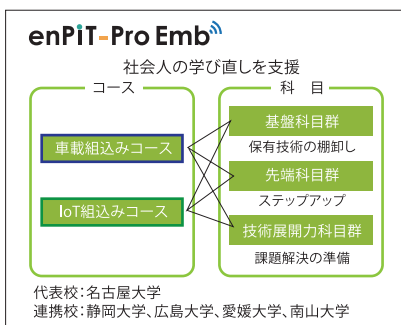 enPiT-Pro Emb
社会人の学び直しを支援
コース
科　目
車載組込みコース
IoT組込みコース
基盤科目群
保有技術の棚卸し
先端科目群
ステップアップ
技術展開力科目群
課題解決の準備
代表校：名古屋大学
連携校：静岡大学、広島大学、愛媛大学、南山大学